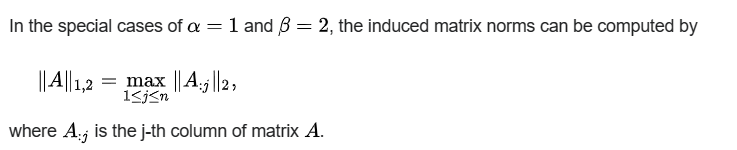 In the special cases of α = 1 and β = 2, the induced matrix norms can be computed by
‖A‖₁,₂ = max ‖A:j‖₂,
1≤j≤n
where A:j is the j-th column of matrix A.